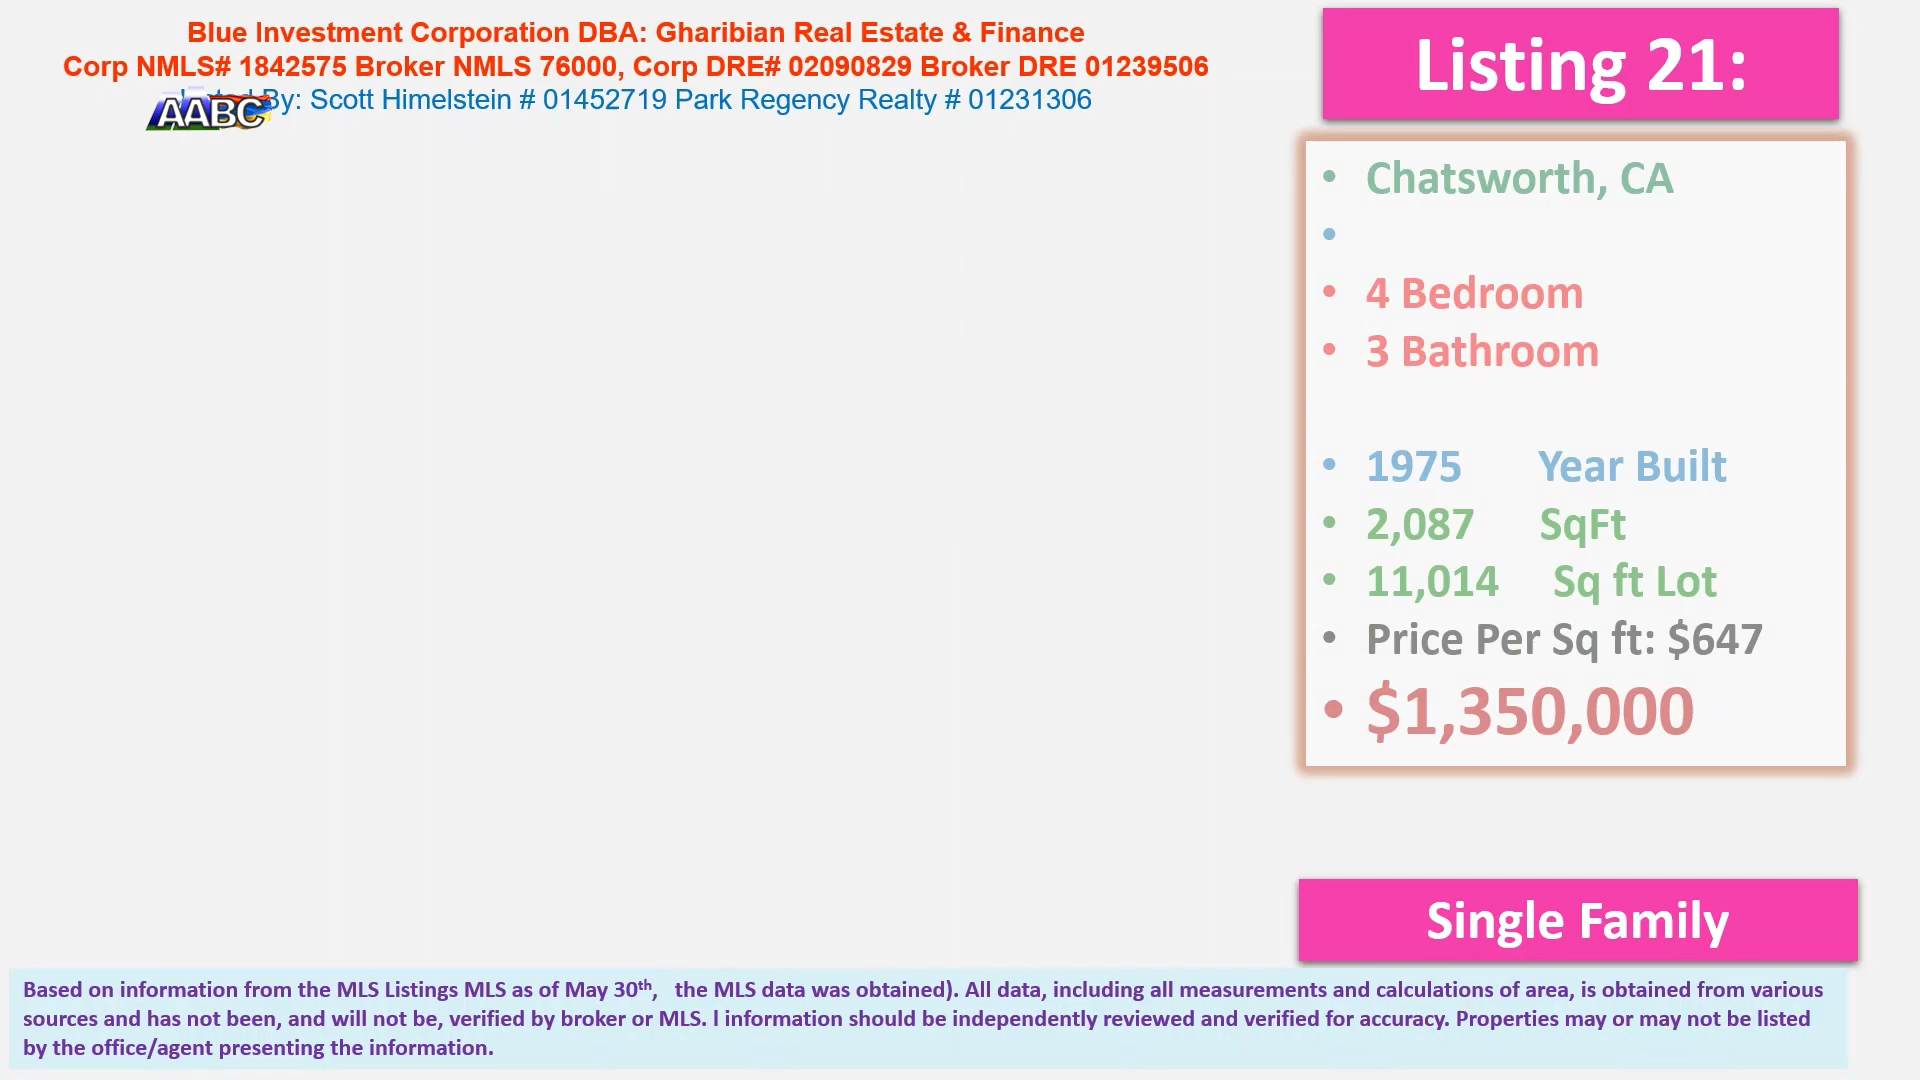 Blue Investment Corporation DBA: Gharibian Real Estate & Finance
Corp NMLS# 1842575 Broker NMLS 76000, Corp DRE# 02090829 Broker DRE 01239506
By: Scott Himelstein # 01452719 Park Regency Realty # 01231306
AABC
Listing 21:
• Chatsworth, CA
•
• 4 Bedroom
• 3 Bathroom
• 1975 Year Built
• 2,087 SqFt
• 11,014 Sq ft Lot
• Price Per Sq ft: $647
• $1,350,000
Single Family
Based on information from the MLS Listings MLS as of May 30th, the MLS data was obtained). All data, including all measurements and calculations of area, is obtained from various
sources and has not been, and will not be, verified by broker or MLS. l information should be independently reviewed and verified for accuracy. Properties may or may not be listed
by the office/agent presenting the information.